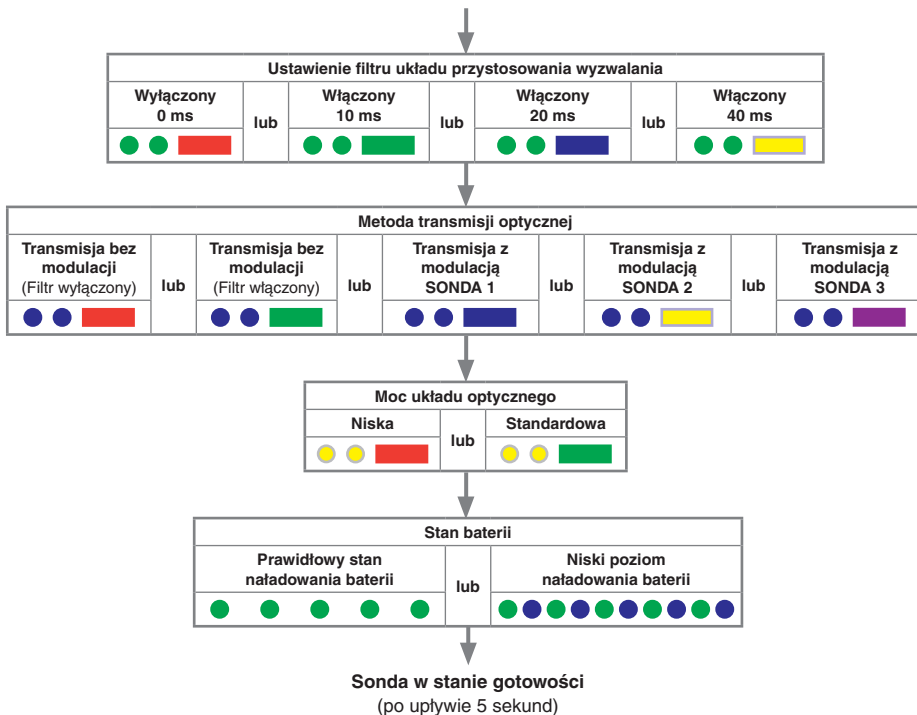 Ustawienie filtru układu przystosowania wyzwalania
Wyłączony
0 ms
lub
Włączony
10 ms
lub
Włączony
20 ms
lub
Włączony
40 ms
Metoda transmisji optycznej
Transmisja bez
modulacji
(Filtr wyłączony)
lub
Transmisja bez
modulacji
(Filtr włączony)
lub
Transmisja z
modulacją
SONDA 1
lub
Transmisja z
modulacją
SONDA 2
lub
Transmisja z
modulacją
SONDA 3
Moc układu optycznego
Niska
lub
Standardowa
Stan baterii
Prawidłowy stan
naładowania baterii
lub
Niski poziom
naładowania baterii
Sonda w stanie gotowości
(po upływie 5 sekund)